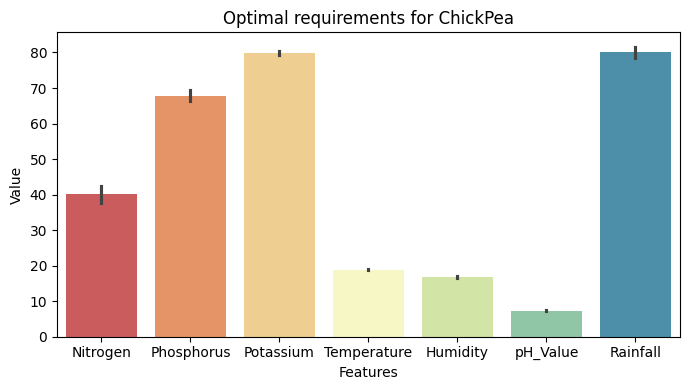 Optimal requirements for ChickPea
Value
80
70
60
50
40
30
20
10
0
Nitrogen Phosphorus Potassium Temperature Humidity pH_Value Rainfall
Features